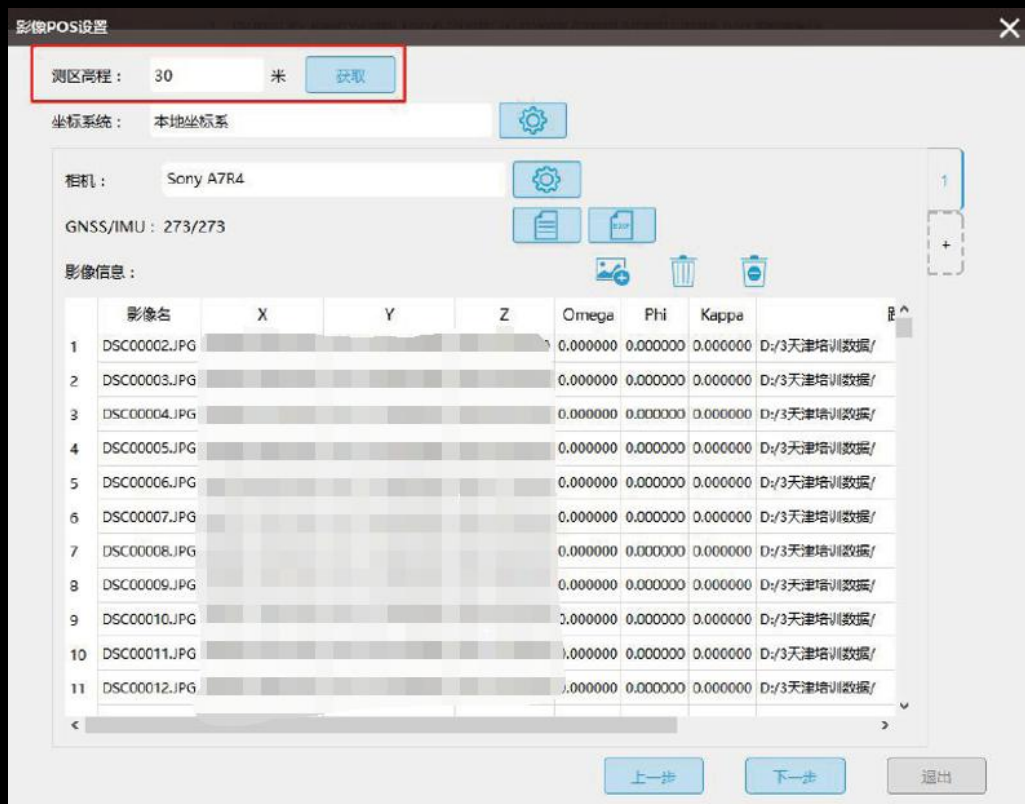 影像POS设置
测区高程： 30 米 获取
坐标系统： 本地坐标系
相机： Sony A7R4
1
GNSS/IMU : 273/273
+
影像信息：
影像名 X Y Z Omega Phi Kappa
1 DSC00002.JPG 0.000000 0.000000 0.000000 D:/3天津培训数据/
2 DSC00003.JPG 0.000000 0.000000 0.000000 D:/3天津培训数据/
3 DSC00004.JPG 0.000000 0.000000 0.000000 D:/3天津培训数据/
4 DSC00005.JPG 0.000000 0.000000 0.000000 D:/3天津培训数据/
5 DSC00006.JPG 0.000000 0.000000 0.000000 D:/3天津培训数据/
6 DSC00007.JPG 0.000000 0.000000 0.000000 D:/3天津培训数据/
7 DSC00008.JPG 0.000000 0.000000 0.000000 D:/3天津培训数据/
8 DSC00009.JPG 0.000000 0.000000 0.000000 D:/3天津培训数据/
9 DSC00010.JPG 0.000000 0.000000 0.000000 D:/3天津培训数据/
10 DSC00011.JPG .000000 0.000000 0.000000 D:/3天津培训数据/
11 DSC00012.JPG .000000 0.000000 0.000000 D:/3天津培训数据/
上一步 下一步 退出